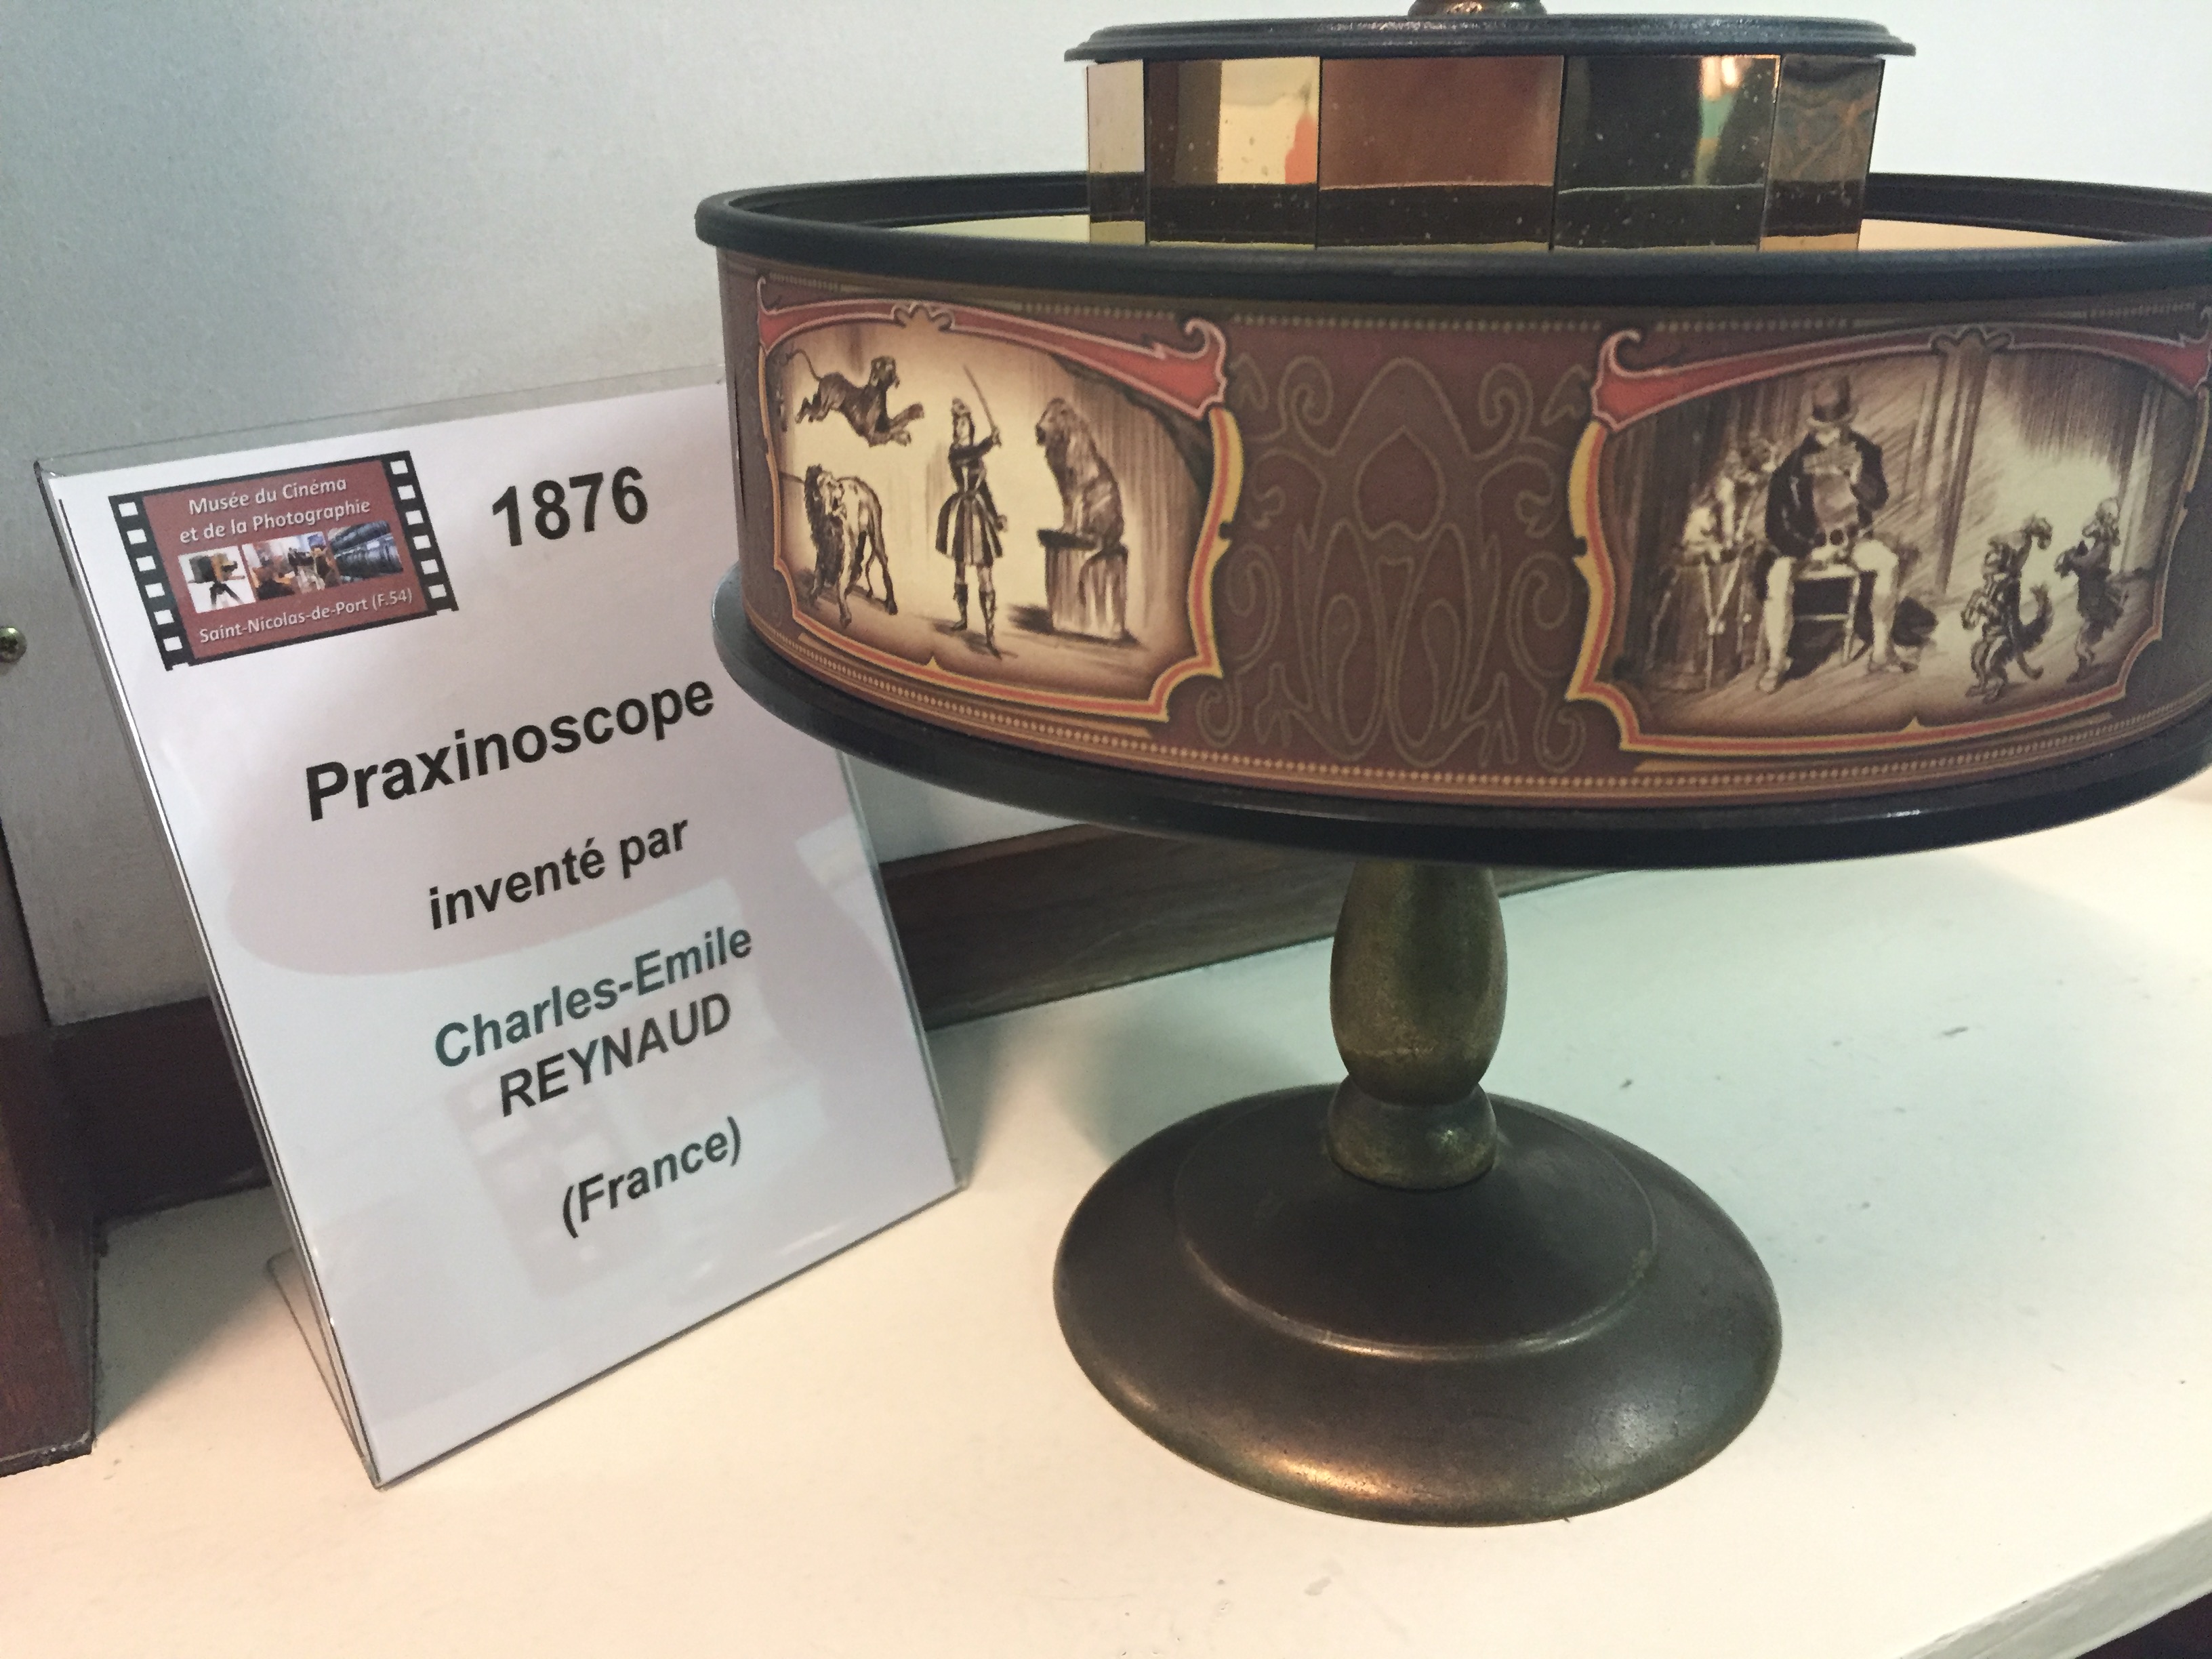 Musée du Cinéma
et de la Photographie
Saint-Nicolas-de-Port (F.54)
1876
Praxinoscope
inventé par
Charles-Emile
REYNAUD
(France)